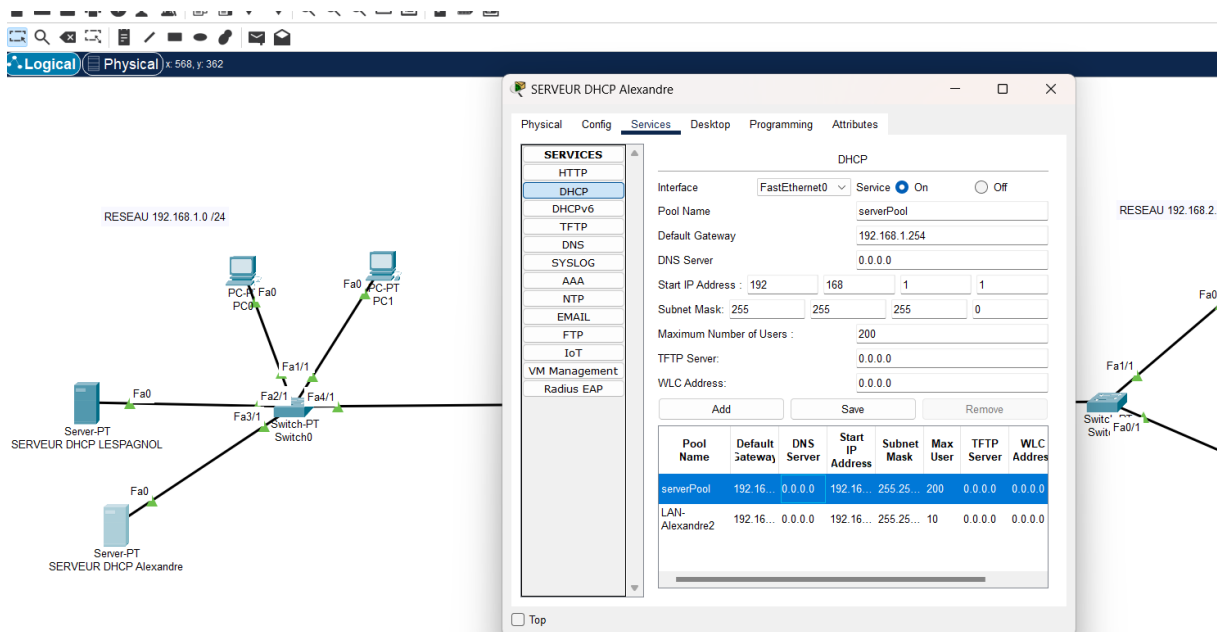 Logical Physical x: 568, y: 362
RESEAU 192.168.1.0 /24
PC-PT
PC0
Fa0
Fa0
PC-PT
PC1
Fa1/1
Fa0
Fa2/1
Fa4/1
Fa3/1
Switch-PT
Switch0
Server-PT
SERVEUR DHCP LESPAGNOL
Fa0
Server-PT
SERVEUR DHCP Alexandre
SERVEUR DHCP Alexandre
Physical Config Services Desktop Programming Attributes
SERVICES
HTTP
DHCP
DHCPv6
TFTP
DNS
SYSLOG
AAA
NTP
EMAIL
FTP
IoT
VM Management
Radius EAP
DHCP
Interface FastEthernet0 Service On Off
Pool Name serverPool
Default Gateway 192.168.1.254
DNS Server 0.0.0.0
Start IP Address : 192 168 1 1
Subnet Mask: 255 255 255 0
Maximum Number of Users : 200
TFTP Server: 0.0.0.0
WLC Address: 0.0.0.0
Add Save Remove
Pool Name Default Gateway DNS Server Start IP Address Subnet Mask Max User TFTP Server WLC Addres
serverPool 192.16... 0.0.0.0 192.16... 255.25... 200 0.0.0.0 0.0.0.0
LAN-Alexandre2 192.16... 0.0.0.0 192.16... 255.25... 10 0.0.0.0 0.0.0.0
Top
RESEAU 192.168.2.
Fa0
Fa1/1
Fa0/1